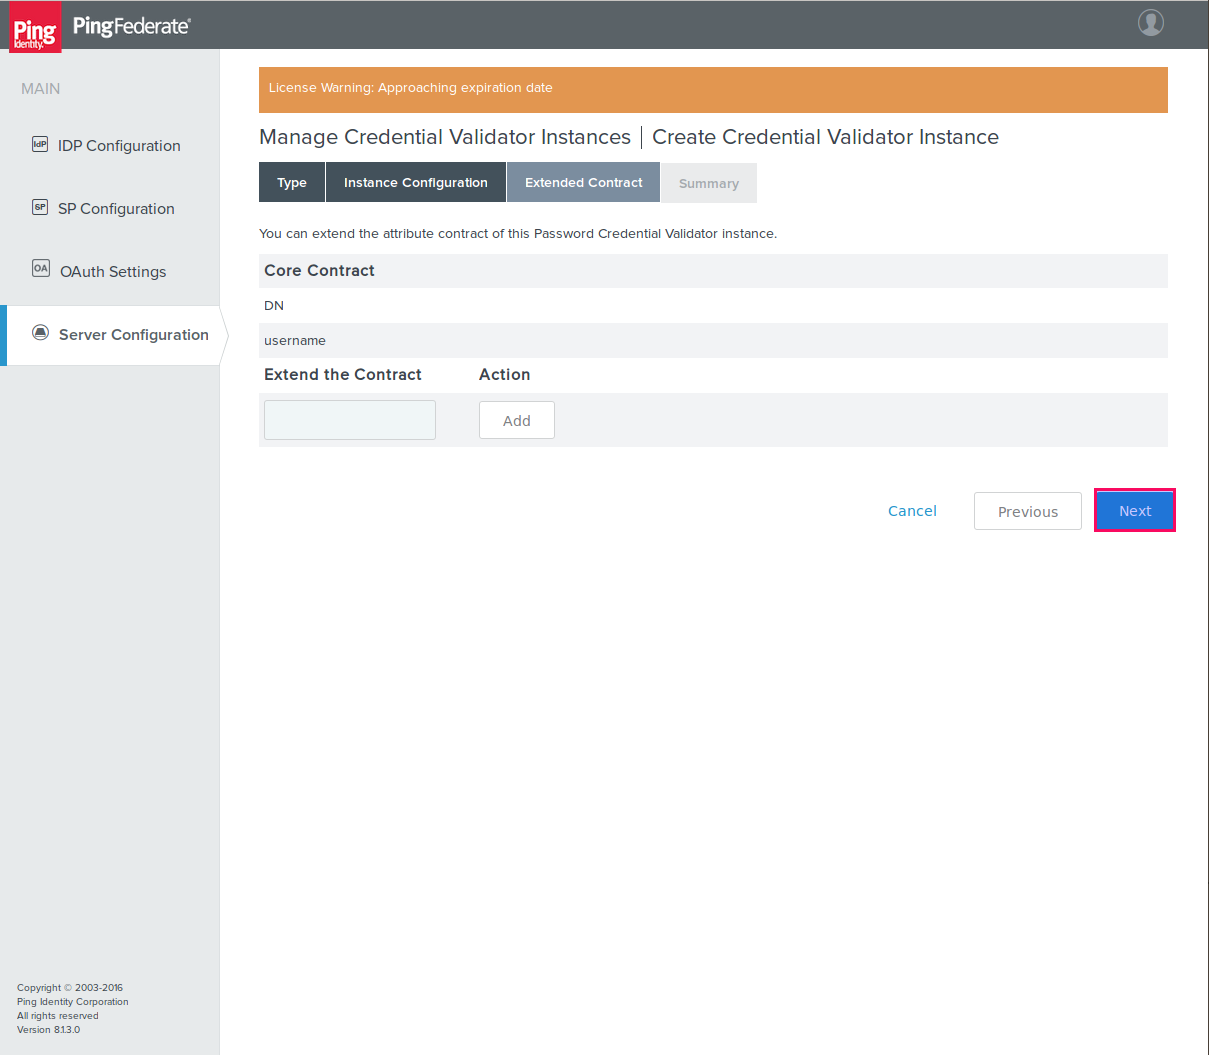 Ping
Identity.
PingFederate®
MAIN
IdP IDP Configuration
SP SP Configuration
OA OAuth Settings
Server Configuration
License Warning: Approaching expiration date
Manage Credential Validator Instances | Create Credential Validator Instance
Type Instance Configuration Extended Contract Summary
You can extend the attribute contract of this Password Credential Validator instance.
Core Contract
DN
username
Extend the Contract Action
Add
Cancel Previous Next
Copyright © 2003-2016
Ping Identity Corporation
All rights reserved
Version 8.1.3.0